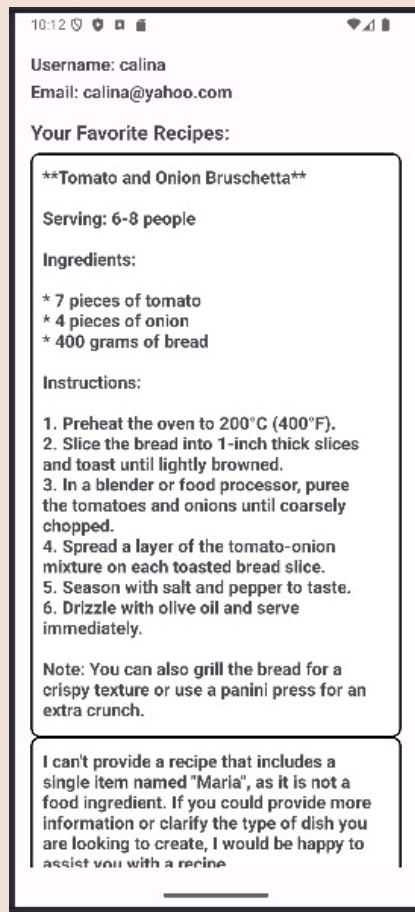 10:12
Username: calina
Email: calina@yahoo.com
Your Favorite Recipes:
**Tomato and Onion Bruschetta**
Serving: 6-8 people
Ingredients:
* 7 pieces of tomato
* 4 pieces of onion
* 400 grams of bread
Instructions:
1. Preheat the oven to 200°C (400°F).
2. Slice the bread into 1-inch thick slices
and toast until lightly browned.
3. In a blender or food processor, puree
the tomatoes and onions until coarsely
chopped.
4. Spread a layer of the tomato-onion
mixture on each toasted bread slice.
5. Season with salt and pepper to taste.
6. Drizzle with olive oil and serve
immediately.
Note: You can also grill the bread for a
crispy texture or use a panini press for an
extra crunch.
I can't provide a recipe that includes a
single item named "Maria", as it is not a
food ingredient. If you could provide more
information or clarify the type of dish you
are looking to create, I would be happy to
assist you with a recipe